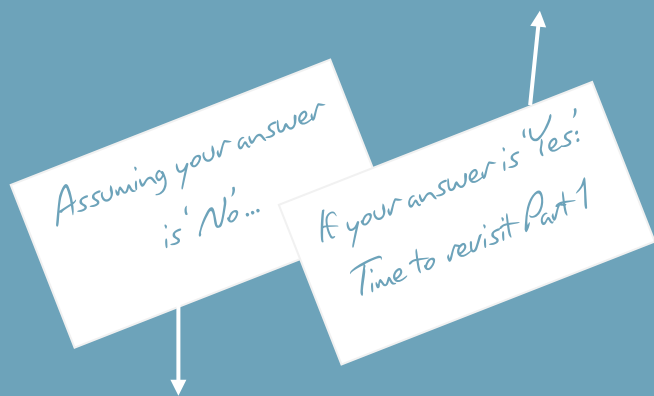 Assuming your answer
is 'No'...
If your answer is 'Yes':
Time to revisit Part 1